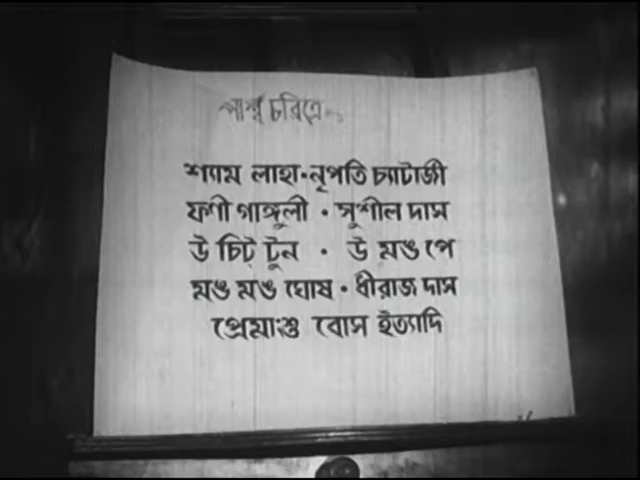 পার্শ্ব চরিত্রে..
শ্যাম লাহা·নৃপতি চ্যাটার্জী
ফণী গাঙ্গুলী · সুশীল দাস
উ চিট্ টুন · উ মঙ পে
মঙ মঙ ঘোষ · ধীরাজ দাস
প্রেমাংশু বোস ইত্যাদি